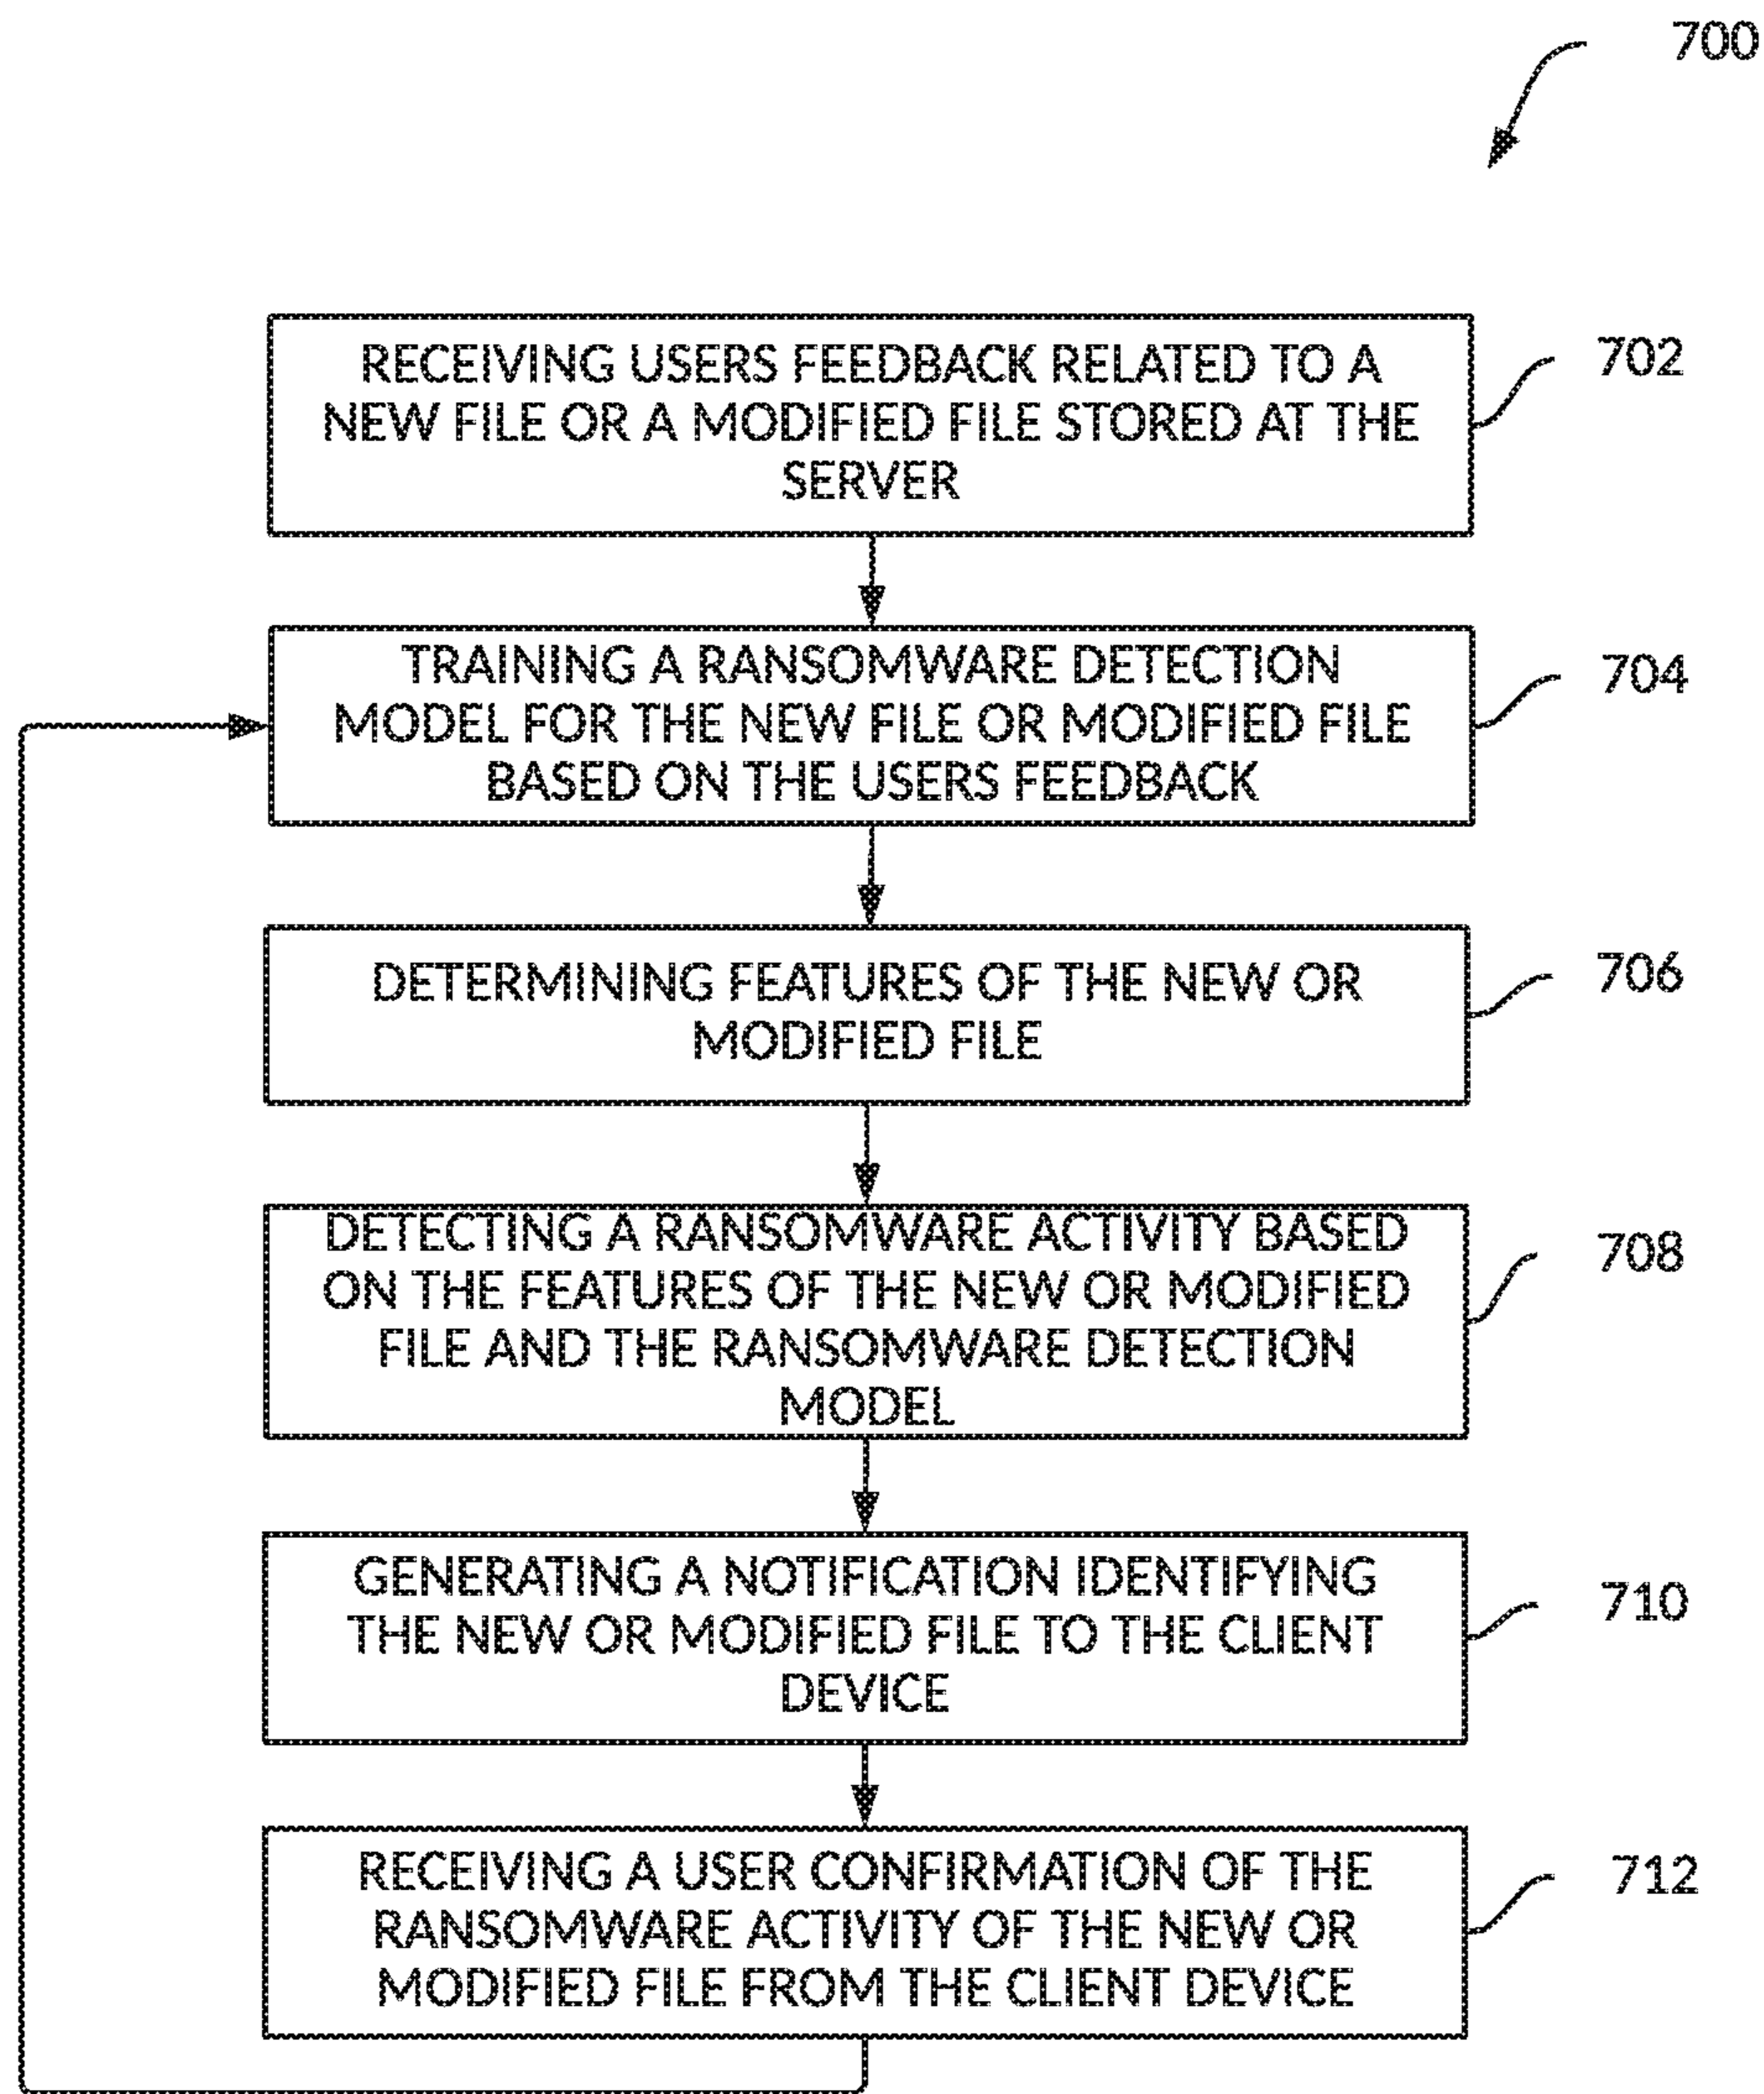 700
RECEIVING USERS FEEDBACK RELATED TO A
NEW FILE OR A MODIFIED FILE STORED AT THE
SERVER
702
TRAINING A RANSOMWARE DETECTION
MODEL FOR THE NEW FILE OR MODIFIED FILE
BASED ON THE USERS FEEDBACK
704
DETERMINING FEATURES OF THE NEW OR
MODIFIED FILE
706
DETECTING A RANSOMWARE ACTIVITY BASED
ON THE FEATURES OF THE NEW OR MODIFIED
FILE AND THE RANSOMWARE DETECTION
MODEL
708
GENERATING A NOTIFICATION IDENTIFYING
THE NEW OR MODIFIED FILE TO THE CLIENT
DEVICE
710
RECEIVING A USER CONFIRMATION OF THE
RANSOMWARE ACTIVITY OF THE NEW OR
MODIFIED FILE FROM THE CLIENT DEVICE
712